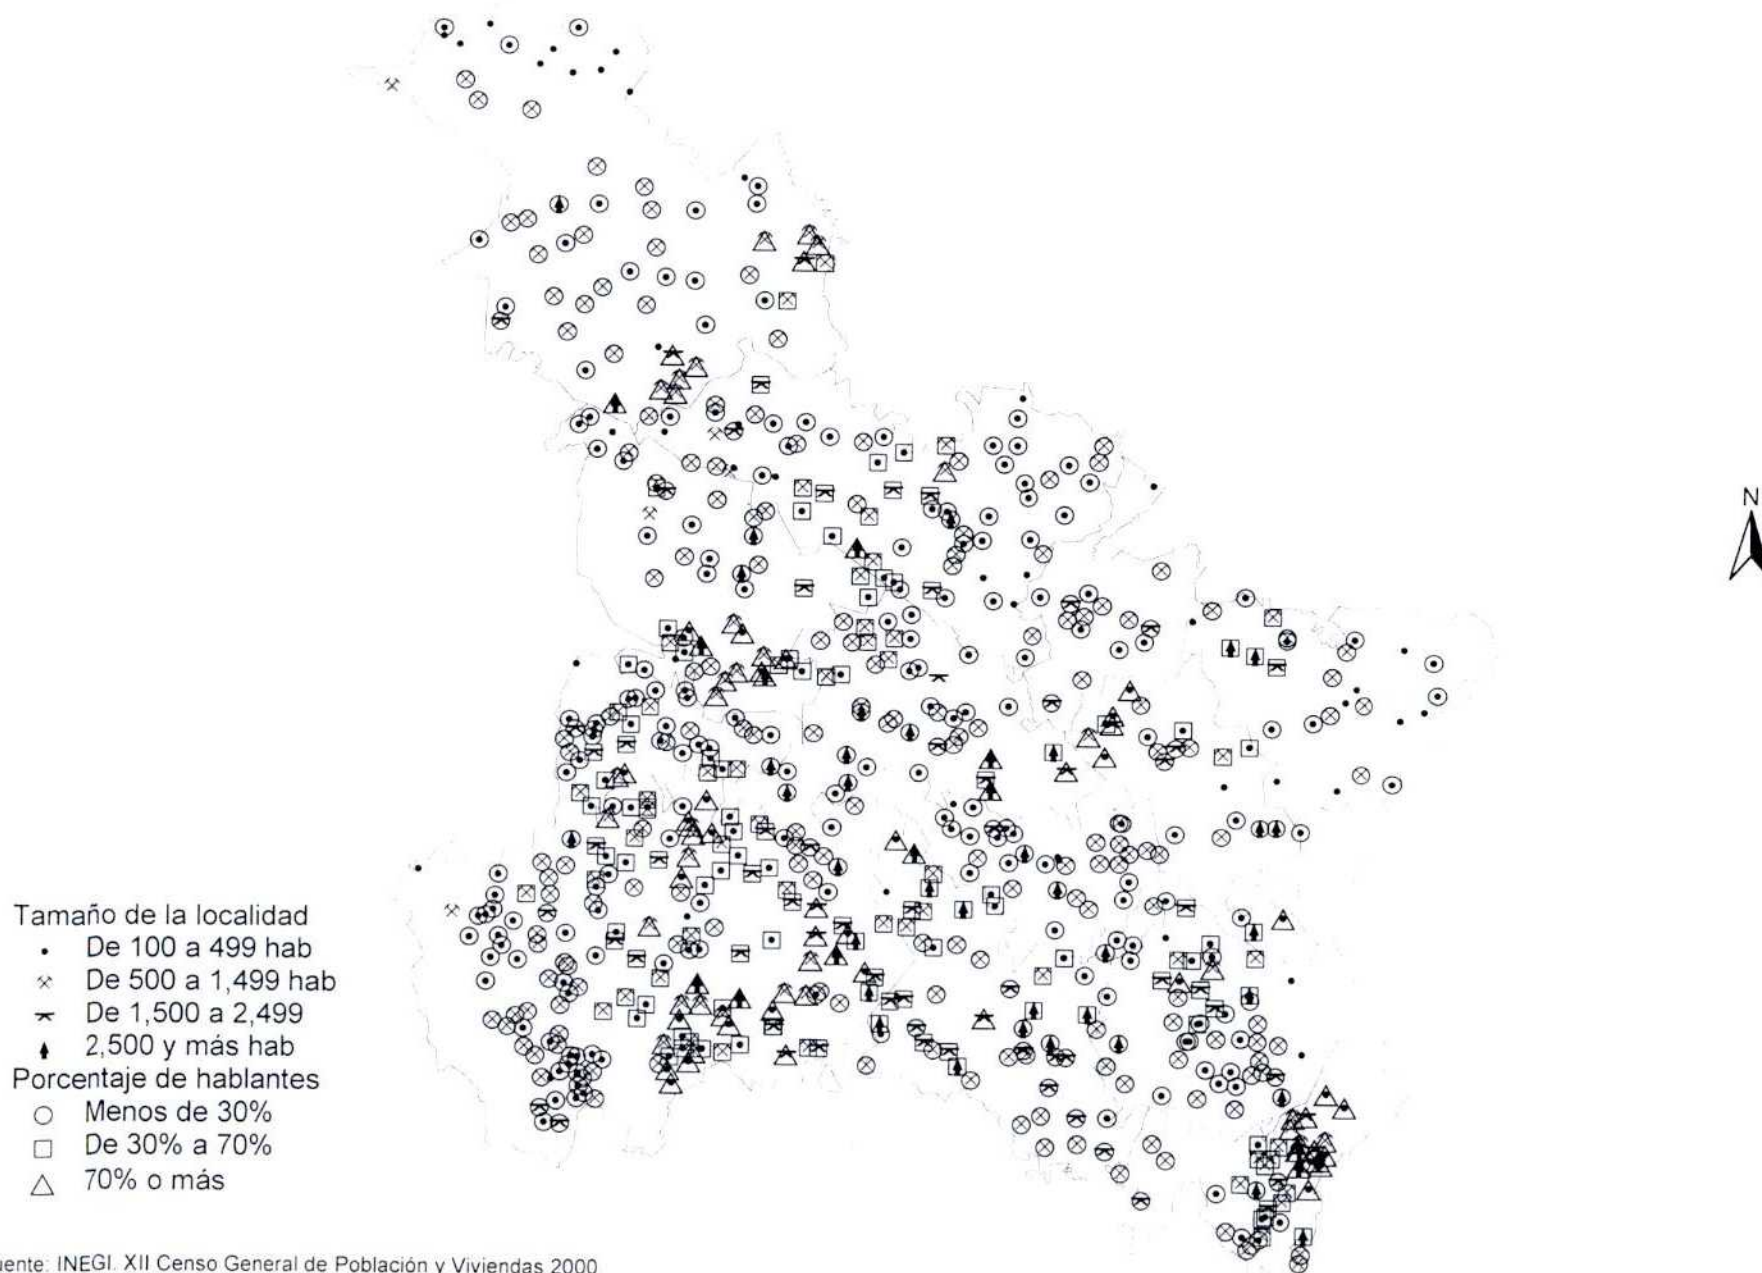 N
Tamaño de la localidad
De 100 a 499 hab
De 500 a 1,499 hab
De 1,500 a 2,499
2,500 y más hab
Porcentaje de hablantes
Menos de 30%
De 30% a 70%
70% o más
uente: INEGI. XII Censo General de Población y Viviendas 2000